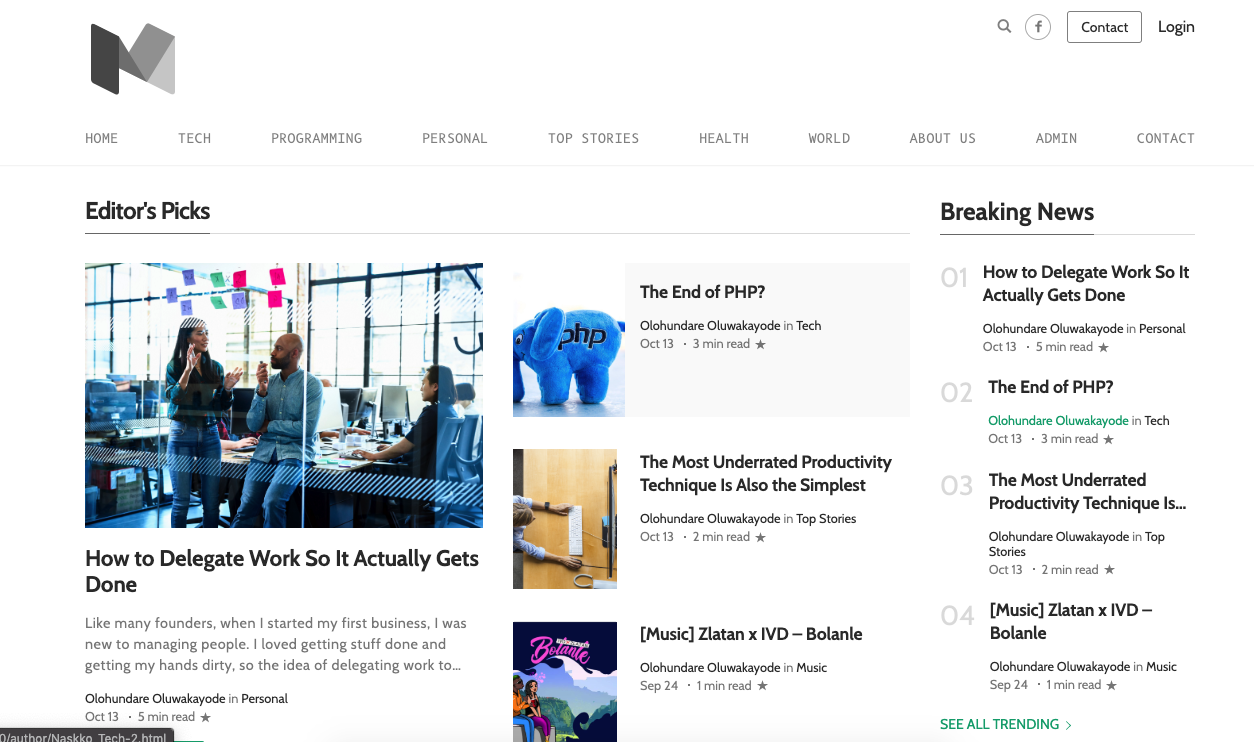 Contact
Login
HOME TECH PROGRAMMING PERSONAL TOP STORIES HEALTH WORLD ABOUT US ADMIN CONTACT
Editor's Picks
php
The End of PHP?
Olohundare Oluwakayode in Tech
Oct 13 · 3 min read ★
The Most Underrated Productivity
Technique Is Also the Simplest
Olohundare Oluwakayode in Top Stories
Oct 13 · 2 min read ★
Bolanle
[Music] Zlatan x IVD – Bolanle
Olohundare Oluwakayode in Music
Sep 24 · 1 min read ★
How to Delegate Work So It Actually Gets
Done
Like many founders, when I started my first business, I was
new to managing people. I loved getting stuff done and
getting my hands dirty, so the idea of delegating work to...
Olohundare Oluwakayode in Personal
Oct 13 · 5 min read ★
0/author/Naskko_Tech-2.html
Breaking News
01
How to Delegate Work So It
Actually Gets Done
Olohundare Oluwakayode in Personal
Oct 13 · 5 min read ★
02
The End of PHP?
Olohundare Oluwakayode in Tech
Oct 13 · 3 min read ★
03
The Most Underrated
Productivity Technique Is...
Olohundare Oluwakayode in Top
Stories
Oct 13 · 2 min read ★
04
[Music] Zlatan x IVD –
Bolanle
Olohundare Oluwakayode in Music
Sep 24 · 1 min read ★
SEE ALL TRENDING >